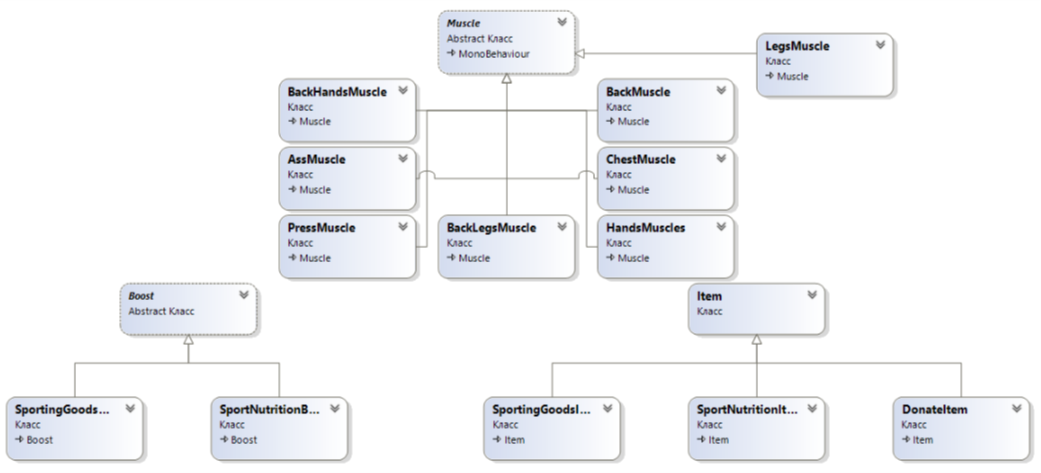 Muscle
Abstract Класс
MonoBehaviour
LegsMuscle
Класс
Muscle
BackHandsMuscle
Класс
Muscle
BackMuscle
Класс
Muscle
AssMuscle
Класс
Muscle
ChestMuscle
Класс
Muscle
PressMuscle
Класс
Muscle
BackLegsMuscle
Класс
Muscle
HandsMuscles
Класс
Muscle
Boost
Abstract Класс
Item
Класс
SportingGoods...
Класс
Boost
SportNutritionB...
Класс
Boost
SportingGoodsI...
Класс
Item
SportNutritionIt...
Класс
Item
DonateItem
Класс
Item